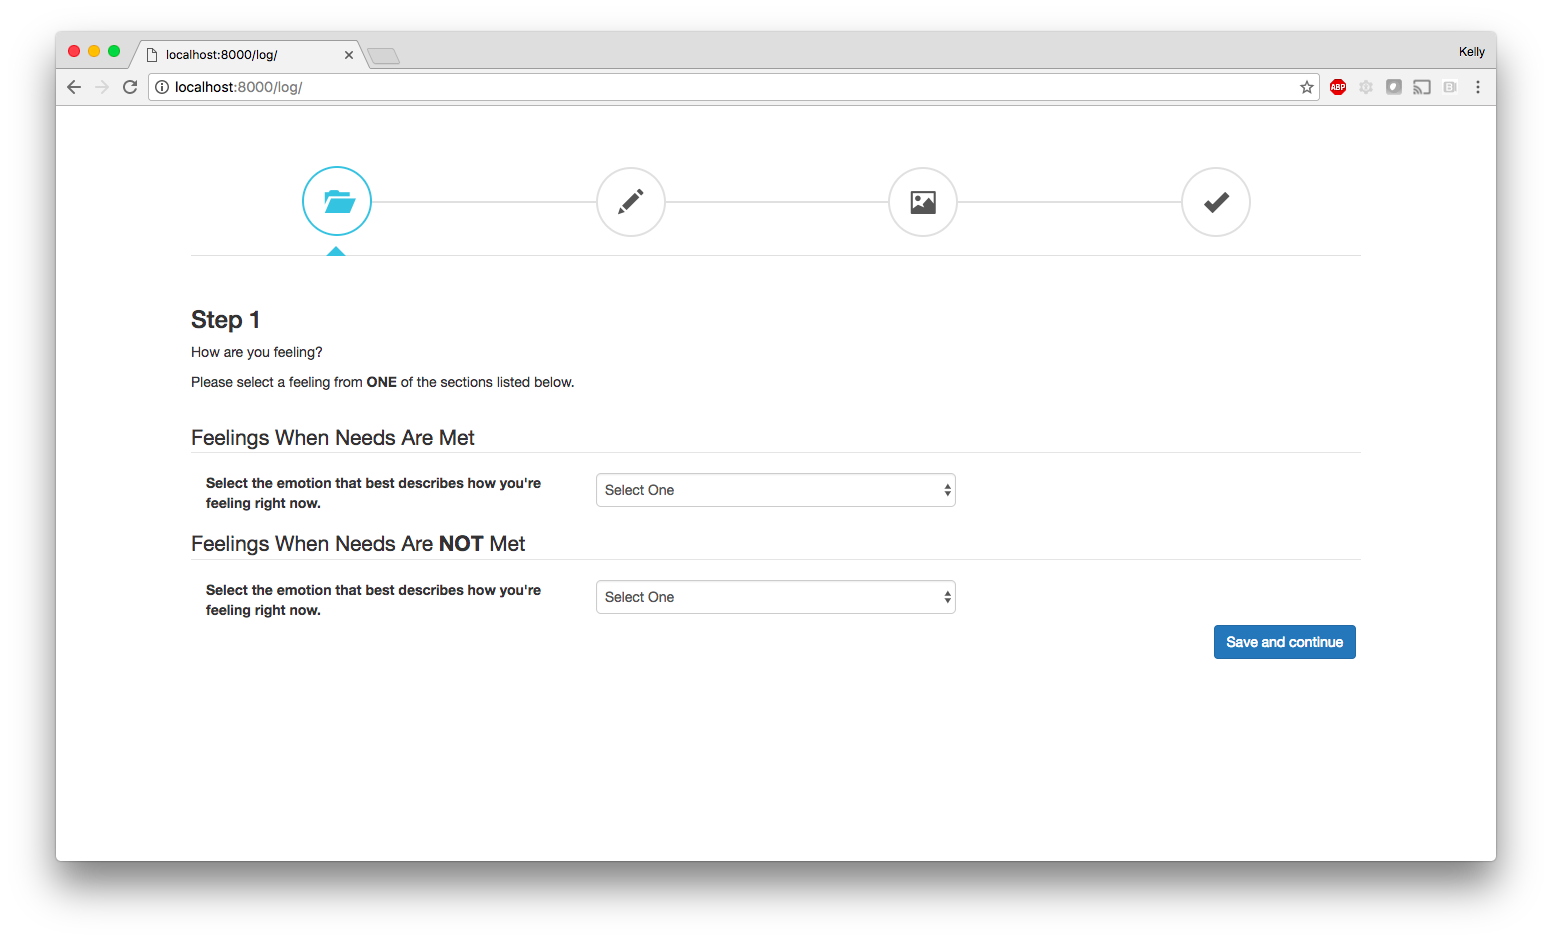 localhost:8000/log/
Kelly
localhost:8000/log/
ABP
Step 1
How are you feeling?
Please select a feeling from ONE of the sections listed below.
Feelings When Needs Are Met
Select the emotion that best describes how you're
feeling right now.
Select One
Feelings When Needs Are NOT Met
Select the emotion that best describes how you're
feeling right now.
Select One
Save and continue